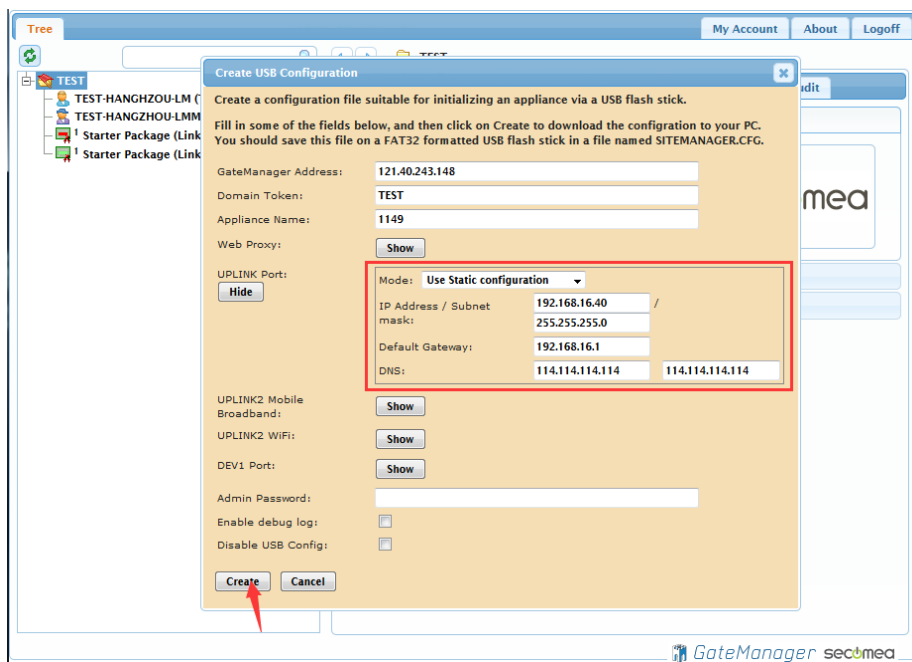 Tree
My Account
About
Logoff
TEST
TEST
Create USB Configuration
TEST-HANGHZOU-LM (
TEST-HANGZHOU-LMM
1 Starter Package (Link
1 Starter Package (Link
Create a configuration file suitable for initializing an appliance via a USB flash stick.
Fill in some of the fields below, and then click on Create to download the configration to your PC.
You should save this file on a FAT32 formatted USB flash stick in a file named SITEMANAGER.CFG.
GateManager Address: 121.40.243.148
Domain Token: TEST
Appliance Name: 1149
Web Proxy: Show
UPLINK Port:
Hide
Mode: Use Static configuration
IP Address / Subnet mask: 192.168.16.40 /
255.255.255.0
Default Gateway: 192.168.16.1
DNS: 114.114.114.114 114.114.114.114
UPLINK2 Mobile
Broadband: Show
UPLINK2 WiFi: Show
DEV1 Port: Show
Admin Password:
Enable debug log:
Disable USB Config:
Create Cancel
GateManager secomea